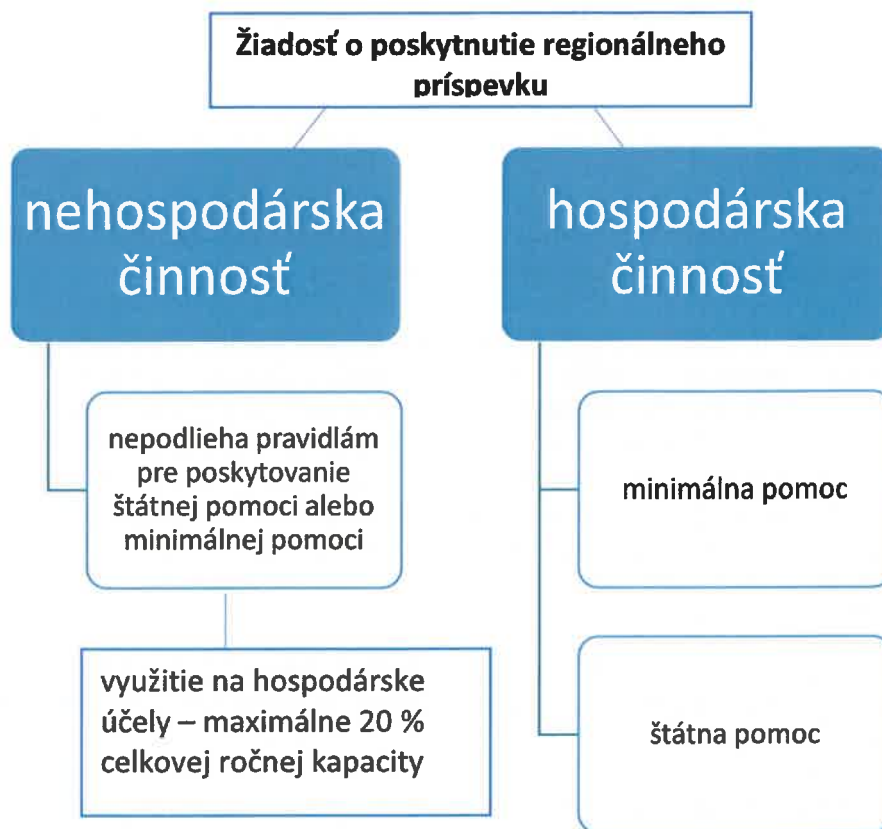 Žiadosť o poskytnutie regionálneho
príspevku
nehospodárska
činnosť
hospodárska
činnosť
nepodlieha pravidlám
pre poskytovanie
štátnej pomoci alebo
minimálnej pomoci
využitie na hospodárske
účely – maximálne 20 %
celkovej ročnej kapacity
minimálna pomoc
štátna pomoc